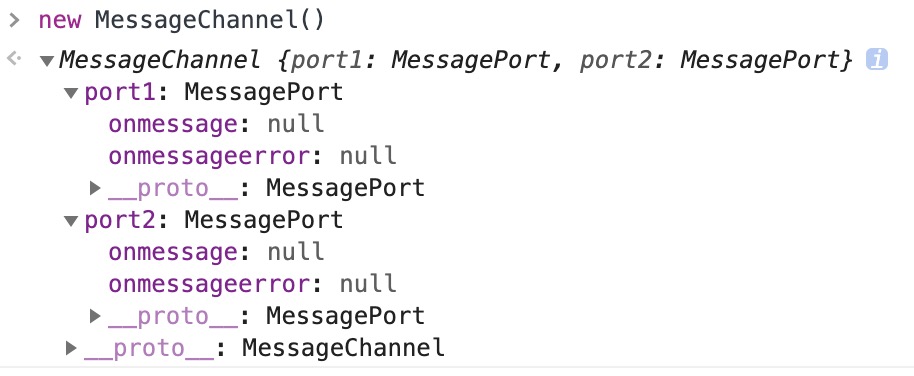 > new MessageChannel()
MessageChannel {port1: MessagePort, port2: MessagePort} i
port1: MessagePort
onmessage: null
onmessageerror: null
__proto__: MessagePort
port2: MessagePort
onmessage: null
onmessageerror: null
__proto__: MessagePort
__proto__: MessageChannel